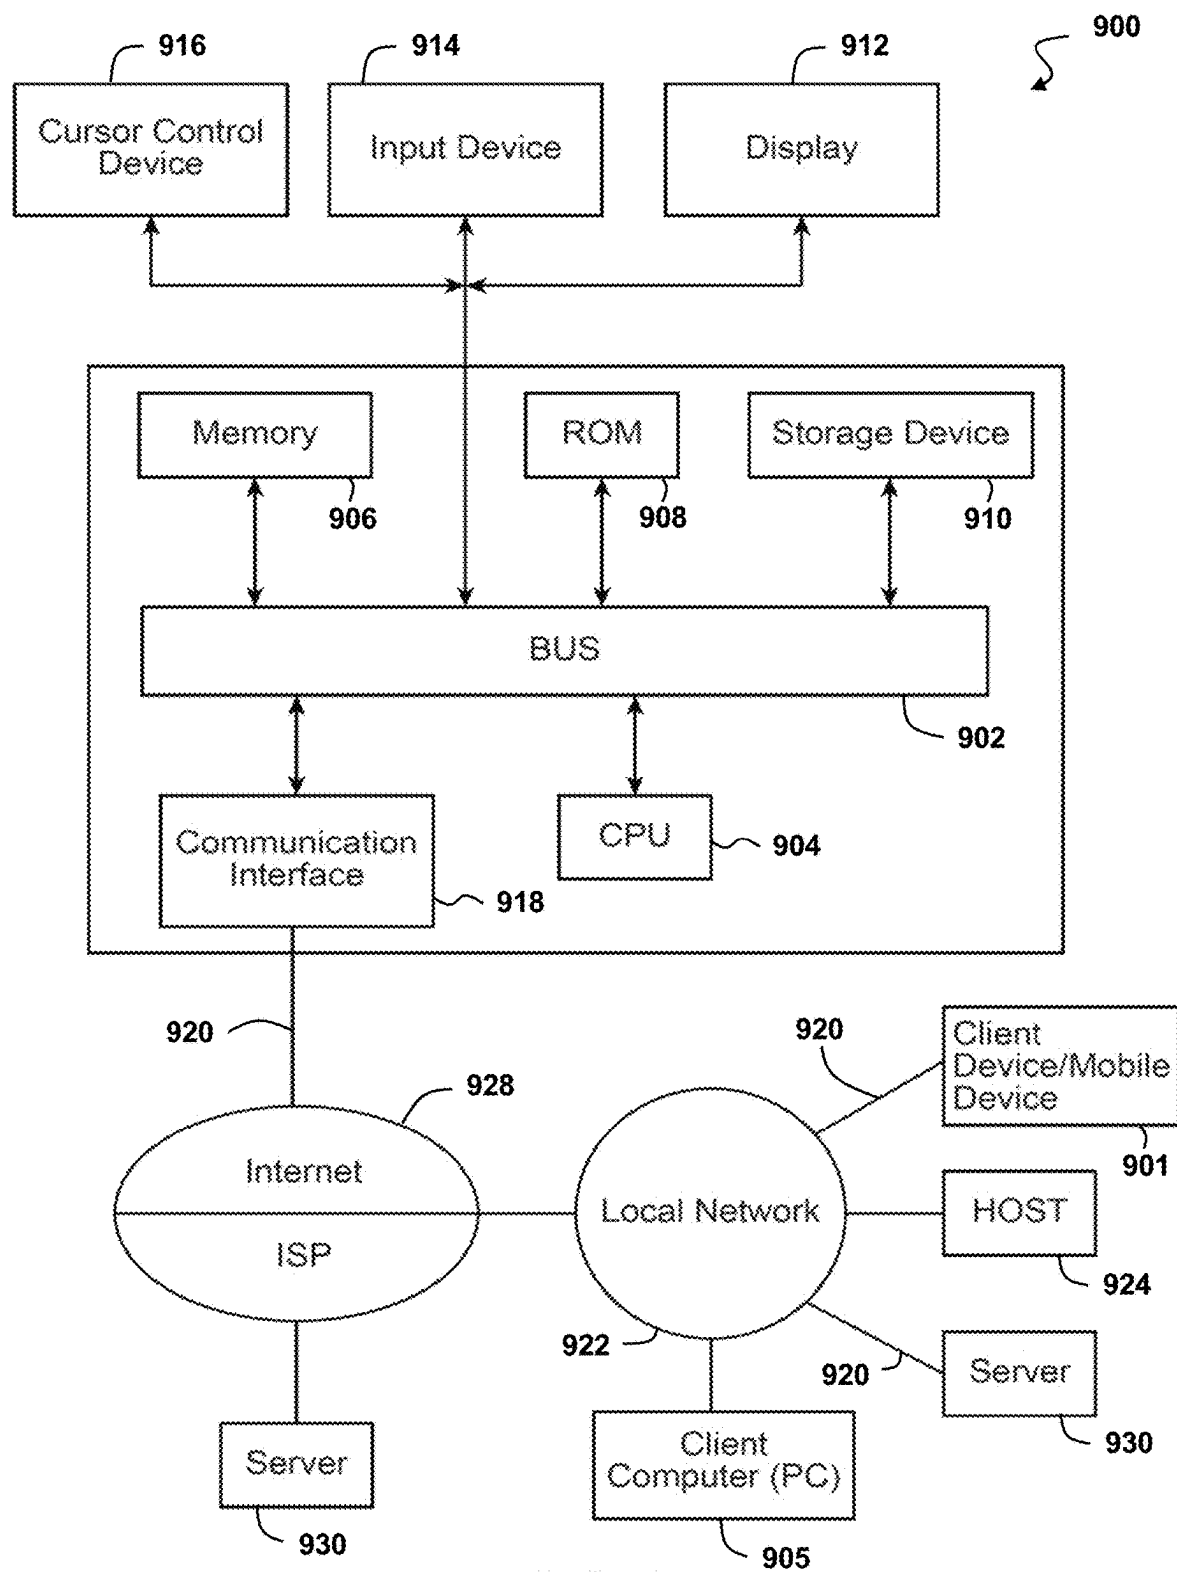 916
914
912
900
Cursor Control
Device
Input Device
Display
Memory
ROM
Storage Device
906
908
910
BUS
902
Communication
Interface
CPU
904
918
920
920
Client
Device/Mobile
Device
928
901
Internet
Local Network
HOST
ISP
924
922
920
Server
Client
Computer (PC)
930
Server
930
905